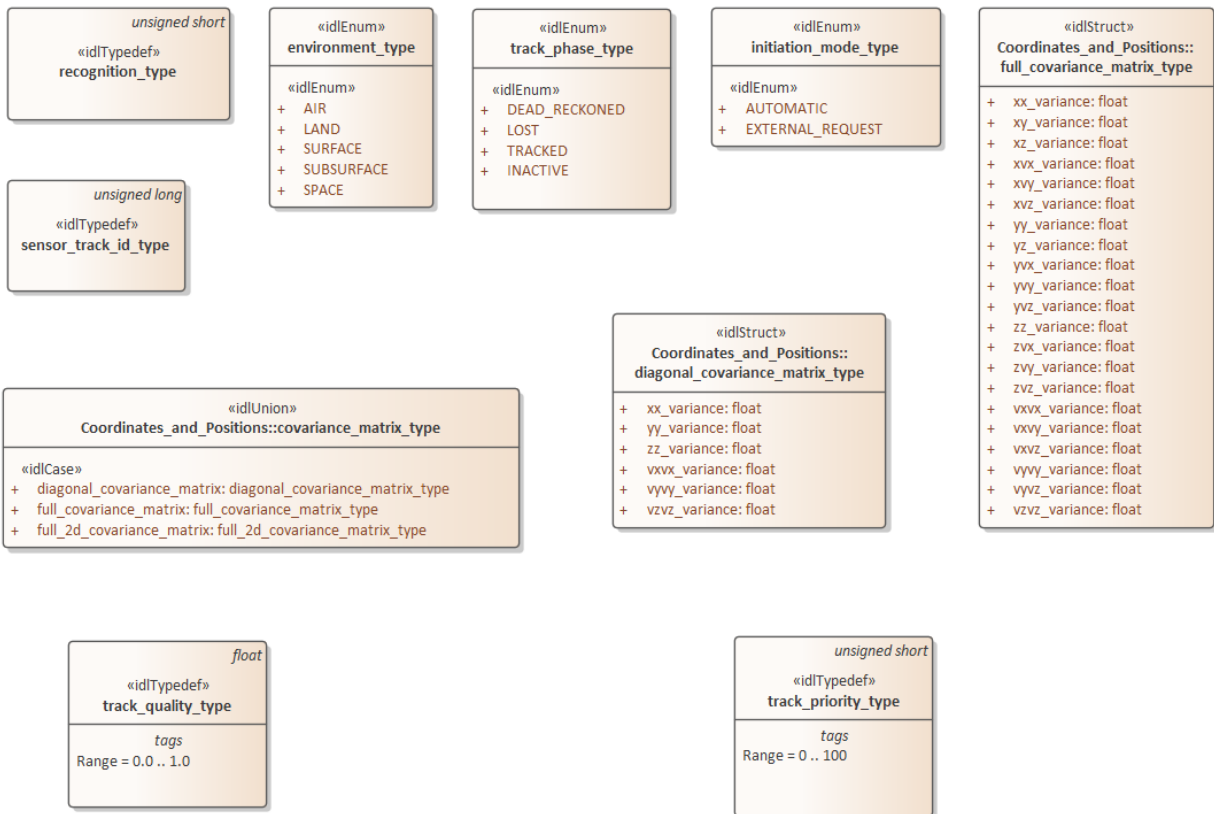 unsigned short
«idlTypedef»
recognition_type
«idlEnum»
environment_type
«idlEnum»
+ AIR
+ LAND
+ SURFACE
+ SUBSURFACE
+ SPACE
«idlEnum»
track_phase_type
«idlEnum»
+ DEAD_RECKONED
+ LOST
+ TRACKED
+ INACTIVE
«idlEnum»
initiation_mode_type
«idlEnum»
+ AUTOMATIC
+ EXTERNAL_REQUEST
«idlStruct»
Coordinates_and_Positions::
full_covariance_matrix_type
+ xx_variance: float
+ xy_variance: float
+ xz_variance: float
+ xvx_variance: float
+ xvy_variance: float
+ xvz_variance: float
+ yy_variance: float
+ yz_variance: float
+ yvx_variance: float
+ yvy_variance: float
+ yvz_variance: float
+ zz_variance: float
+ zvx_variance: float
+ zvy_variance: float
+ zvz_variance: float
+ vxvx_variance: float
+ vxvy_variance: float
+ vxvz_variance: float
+ vyvy_variance: float
+ vyvz_variance: float
+ vzvz_variance: float
unsigned long
«idlTypedef»
sensor_track_id_type
«idlStruct»
Coordinates_and_Positions::
diagonal_covariance_matrix_type
+ xx_variance: float
+ yy_variance: float
+ zz_variance: float
+ vxvx_variance: float
+ vyvy_variance: float
+ vzvz_variance: float
«idlUnion»
Coordinates_and_Positions::covariance_matrix_type
«idlCase»
+ diagonal_covariance_matrix: diagonal_covariance_matrix_type
+ full_covariance_matrix: full_covariance_matrix_type
+ full_2d_covariance_matrix: full_2d_covariance_matrix_type
float
«idlTypedef»
track_quality_type
tags
Range = 0.0 .. 1.0
unsigned short
«idlTypedef»
track_priority_type
tags
Range = 0 .. 100